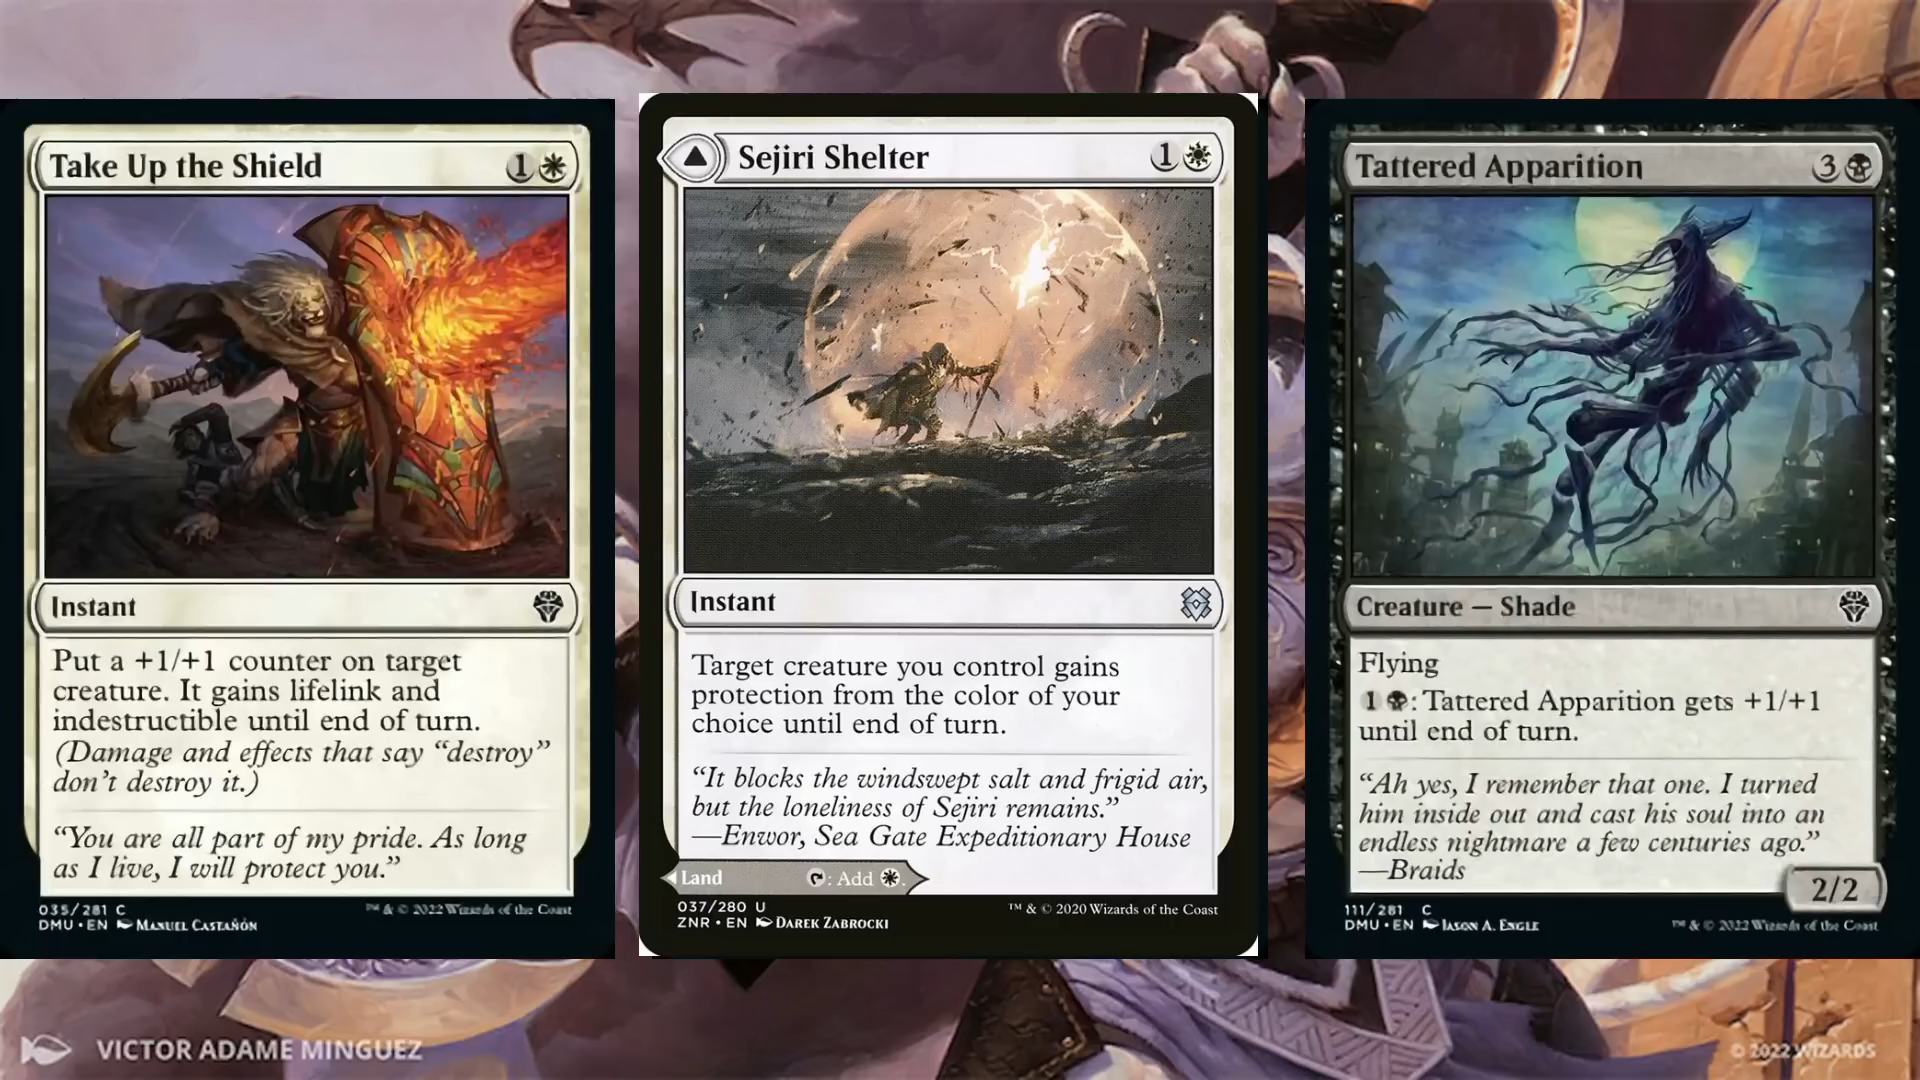 Take Up the Shield
1
Instant
Put a +1/+1 counter on target
creature. It gains lifelink and
indestructible until end of turn.
(Damage and effects that say “destroy”
don’t destroy it.)
“You are all part of my pride. As long
as I live, I will protect you.”
035/281 C
DMU • EN MANUEL CASTAÑÓN
™ & © 2022 Wizards of the Coast
Sejiri Shelter
1
Instant
Target creature you control gains
protection from the color of your
choice until end of turn.
“It blocks the windswept salt and frigid air,
but the loneliness of Sejiri remains.”
—Enwor, Sea Gate Expeditionary House
Land : Add .
037/280 U
ZNR • EN DAREK ZABROCKI
™ & © 2020 Wizards of the Coast
Tattered Apparition
3
Creature — Shade
Flying
1 : Tattered Apparition gets +1/+1
until end of turn.
“Ah yes, I remember that one. I turned
him inside out and cast his soul into an
endless nightmare a few centuries ago.”
—Braids
2/2
111/281 C
DMU • EN JASON A. ENGLE
™ & © 2022 Wizards of the Coast
VICTOR ADAME MINGUEZ
© 2022 WIZARDS